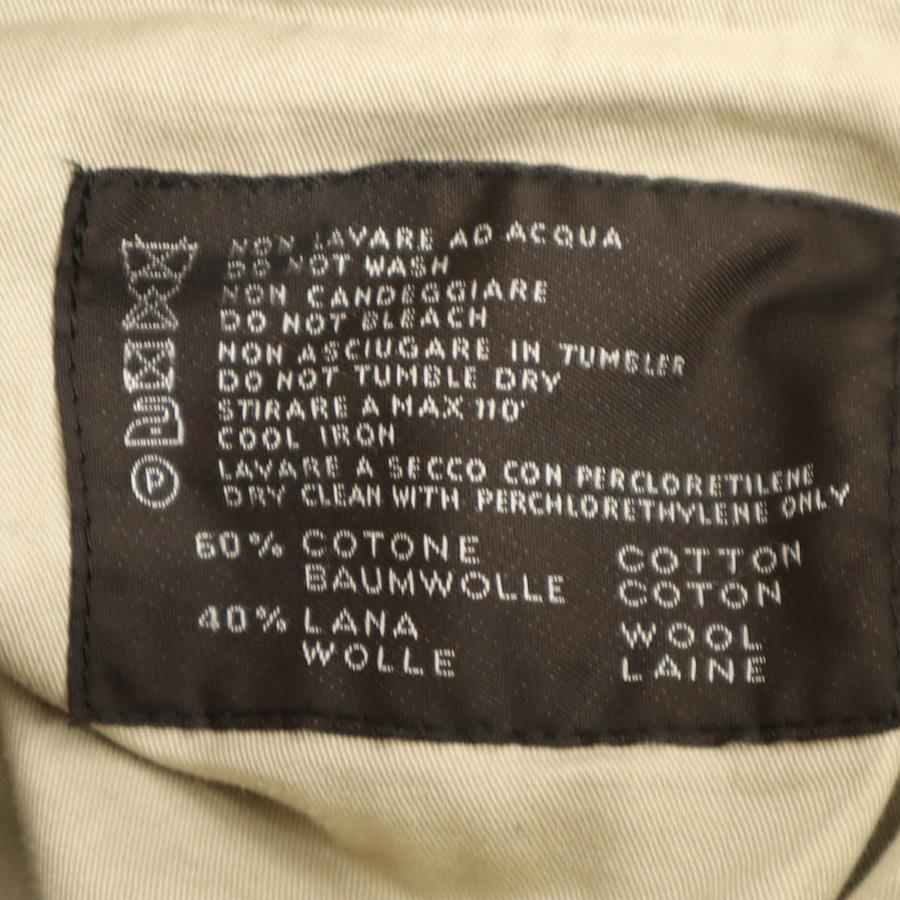 NON LAVARE AD ACQUA
DO NOT WASH
NON CANDEGGIARE
DO NOT BLEACH
NON ASCIUGARE IN TUMBLER
DO NOT TUMBLE DRY
STIRARE A MAX 110°
COOL IRON
P LAVARE A SECCO CON PERCLORETILENE
DRY CLEAN WITH PERCHLORETHYLENE ONLY
60% COTONE COTTON
BAUMWOLLE COTON
40% LANA WOOL
WOLLE LAINE